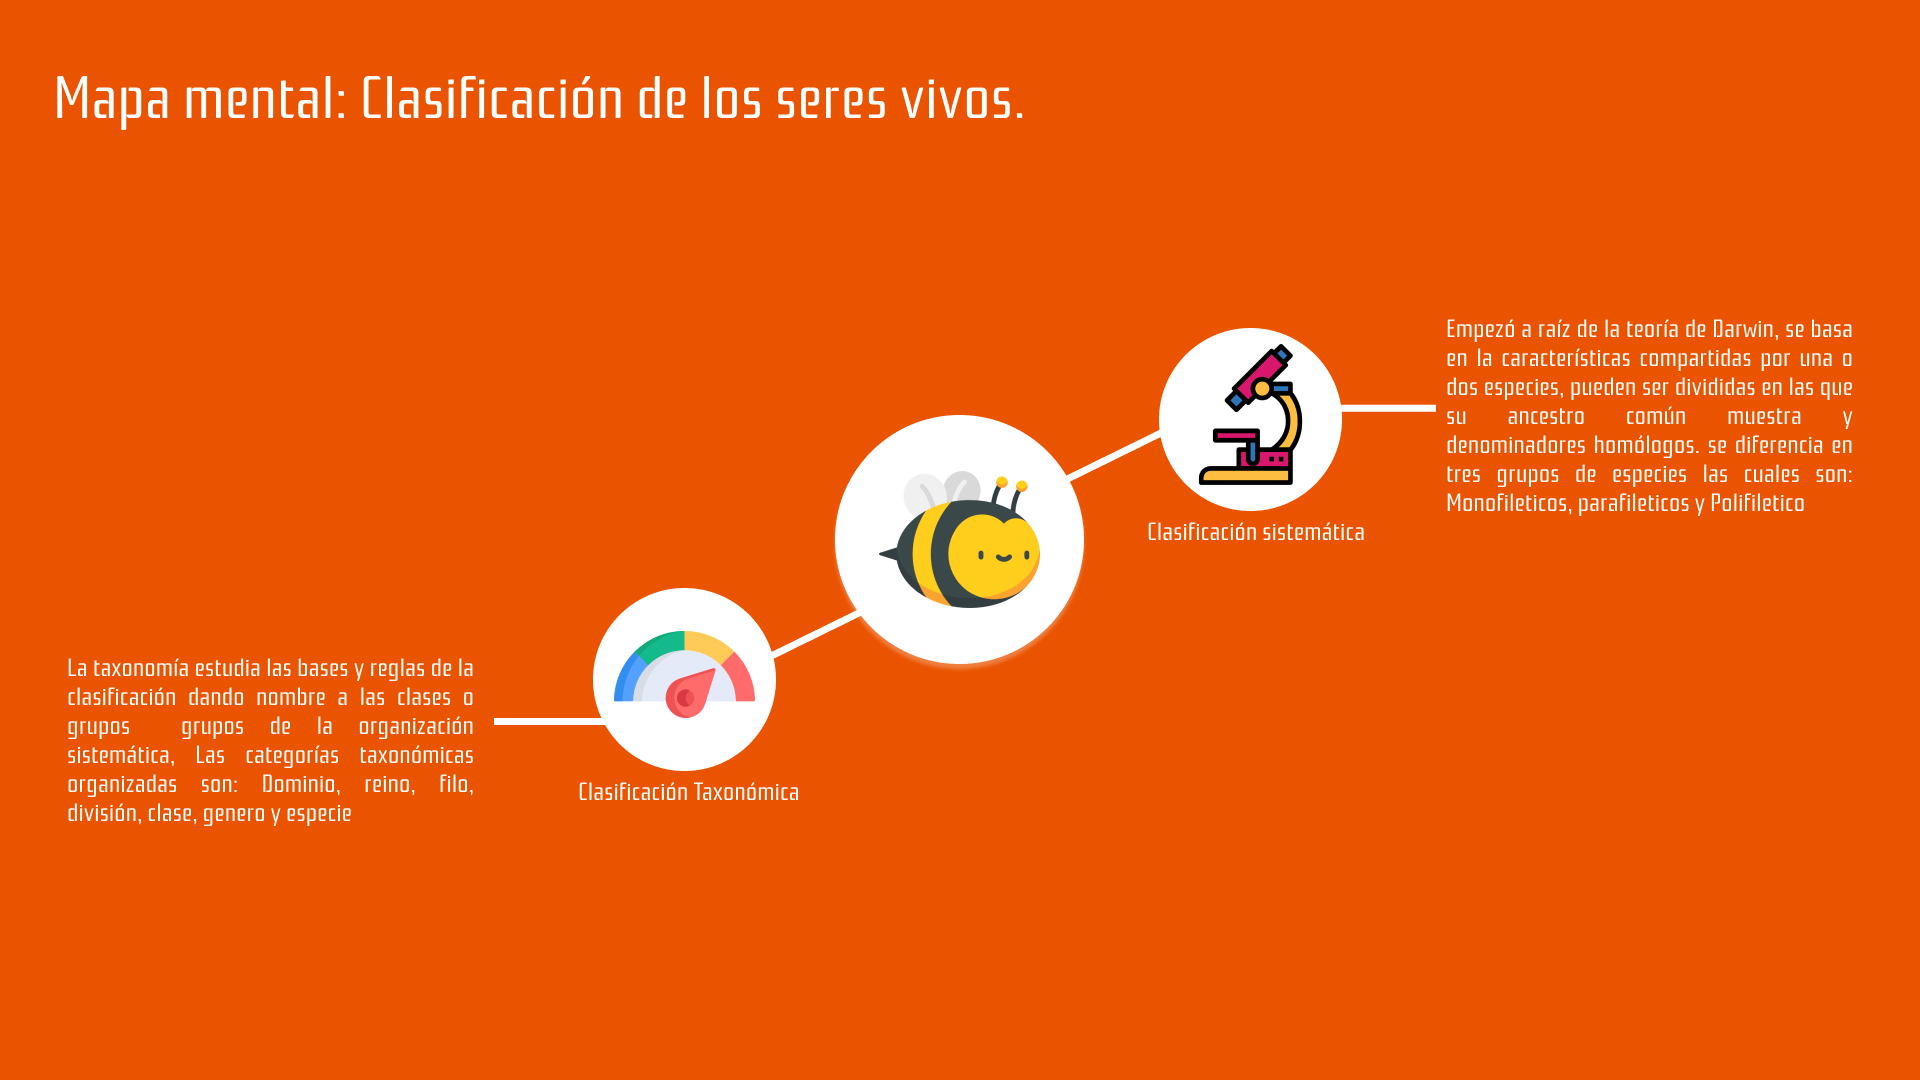 Mapa mental: Clasificación de los seres vivos.
Empezó a raíz de la teoría de Darwin, se basa
en la características compartidas por una o
dos especies, pueden ser divididas en las que
su ancestro común muestra y
denominadores homólogos. se diferencia en
tres grupos de especies las cuales son:
Monofileticos, parafileticos y Polifiletico
Clasificación sistemática
La taxonomía estudia las bases y reglas de la
clasificación dando nombre a las clases o
grupos grupos de la organización
sistemática, Las categorías taxonómicas
organizadas son: Dominio, reino, filo,
división, clase, genero y especie
Clasificación Taxonómica